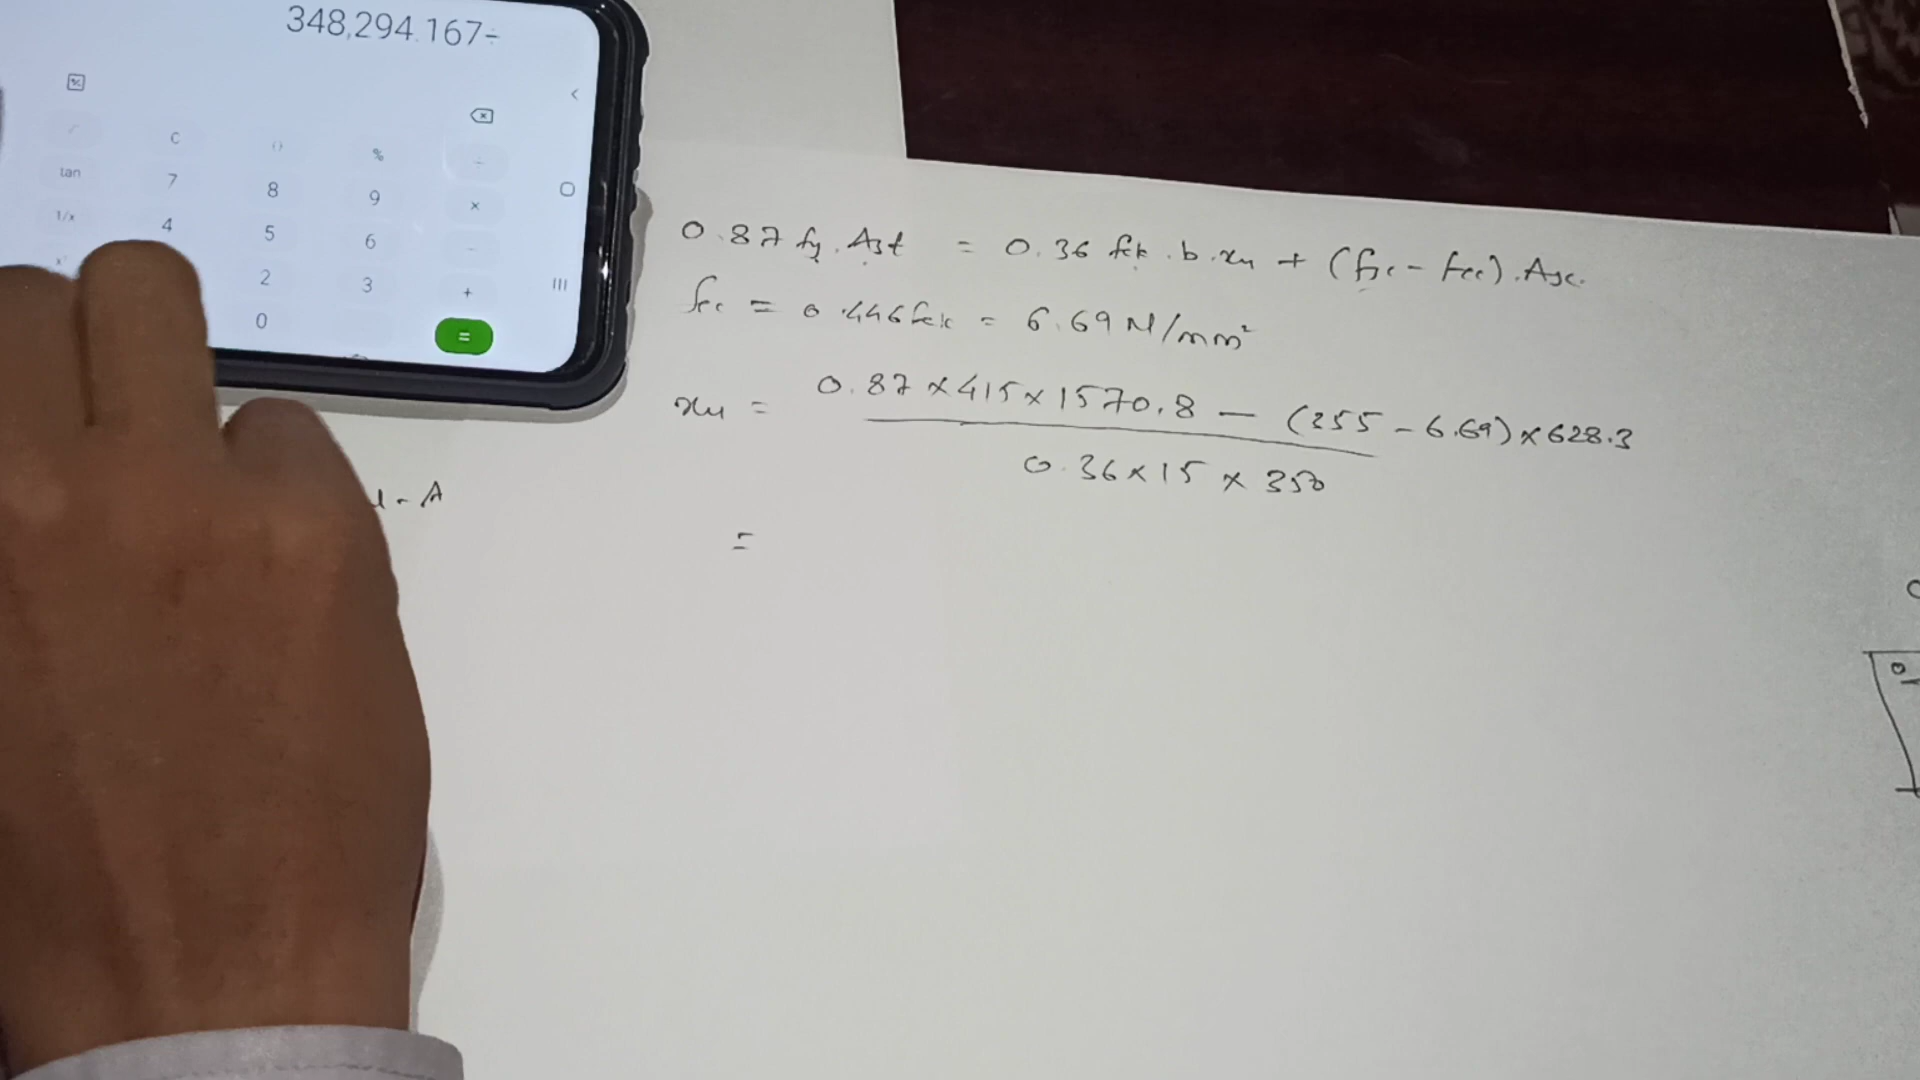 348,294.167÷
C () %
tan 7 8 9 ×
1/x 4 5 6 −
2 3 +
0 =
0.87 fy . Ast = 0.36 fck . b . xu + (fsc - fcc) . Asc.
fcc = 0.446 fck = 6.69 N/mm²
xu = 0.87 × 415 × 1570.8 — (355 - 6.69) × 628.3
0.36 × 15 × 350
- A
=